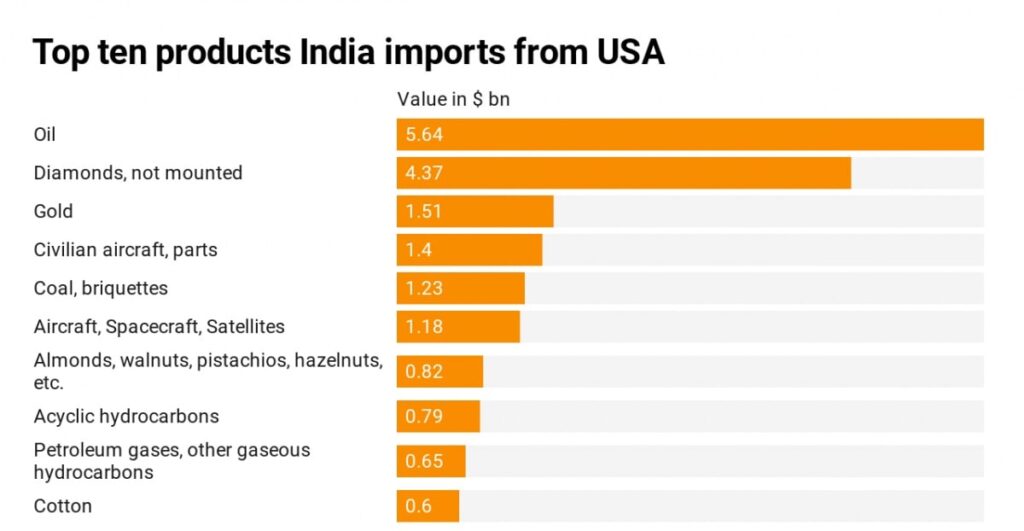 Top ten products India imports from USA
Value in $ bn
Oil 5.64
Diamonds, not mounted 4.37
Gold 1.51
Civilian aircraft, parts 1.4
Coal, briquettes 1.23
Aircraft, Spacecraft, Satellites 1.18
Almonds, walnuts, pistachios, hazelnuts,
etc. 0.82
Acyclic hydrocarbons 0.79
Petroleum gases, other gaseous
hydrocarbons 0.65
Cotton 0.6